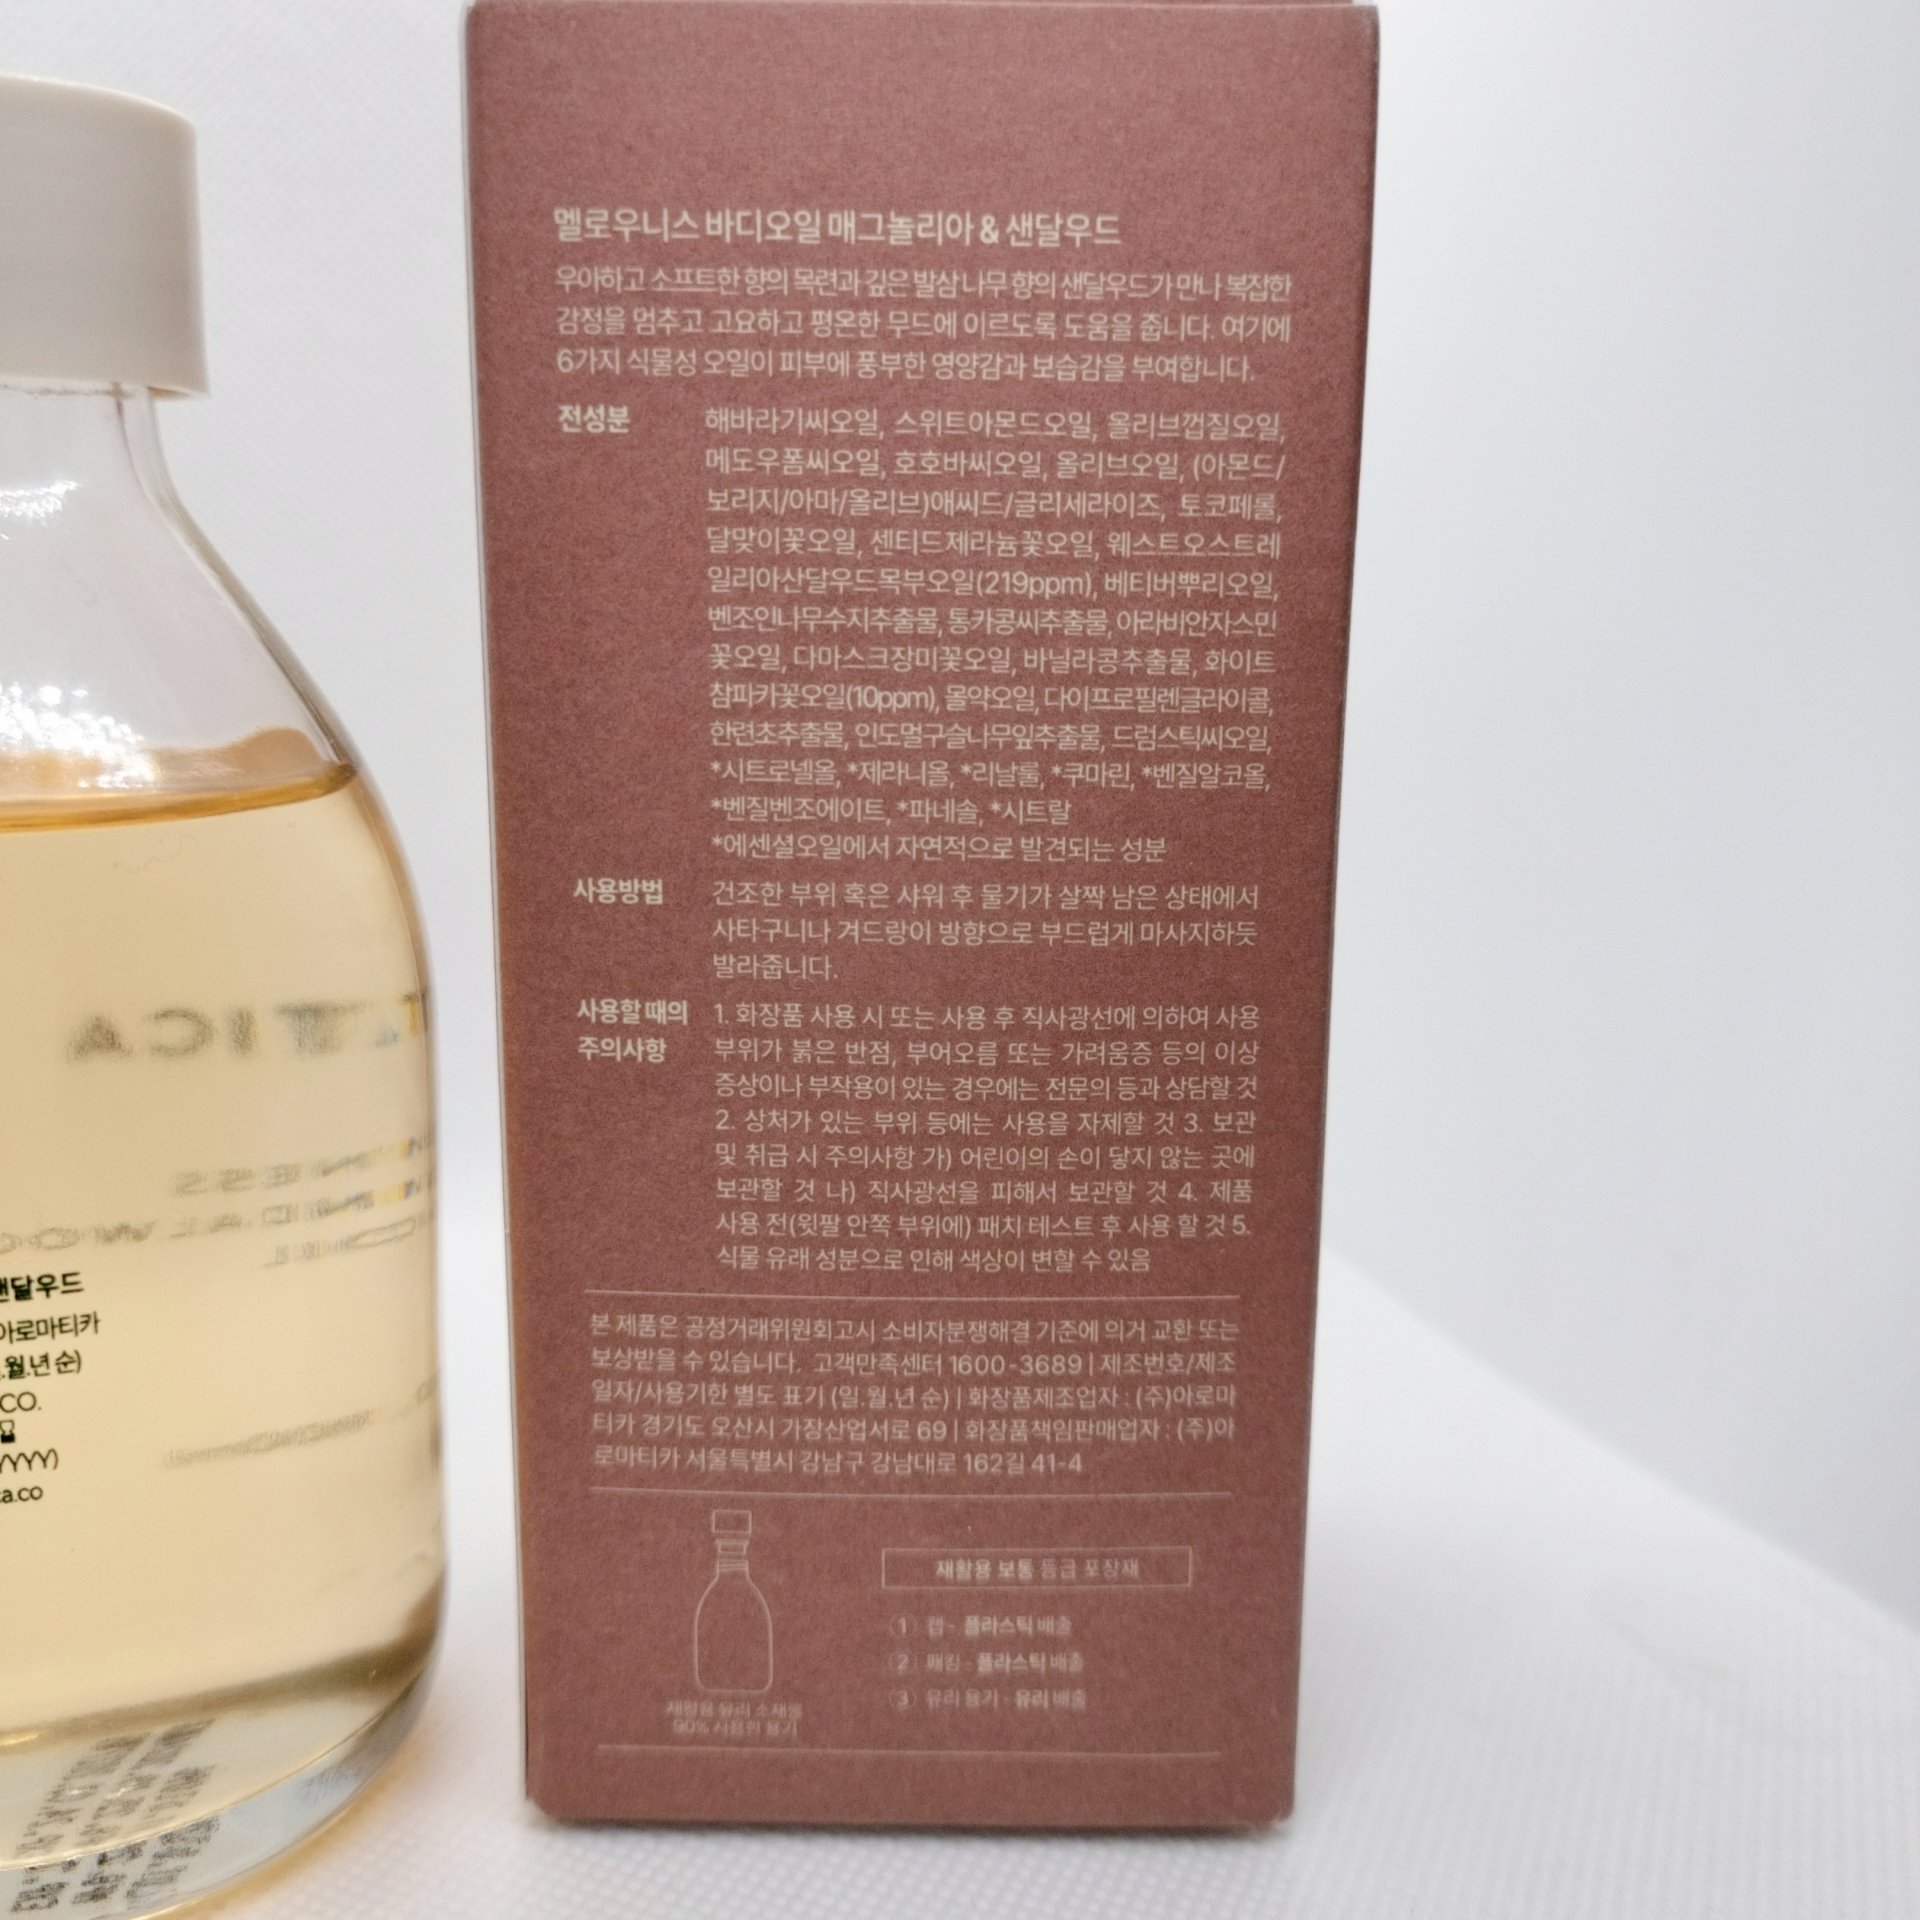 멜로우니스 바디오일 매그놀리아 & 샌달우드
우아하고 소프트한 향의 목련과 깊은 발삼 나무 향의 샌달우드가 만나 복잡한
감정을 멈추고 고요하고 평온한 무드에 이르도록 도움을 줍니다. 여기에
6가지 식물성 오일이 피부에 풍부한 영양감과 보습감을 부여합니다.
전성분 해바라기씨오일, 스위트아몬드오일, 올리브껍질오일,
메도우폼씨오일, 호호바씨오일, 올리브오일, (아몬드/
보리지/아마/올리브)애씨드/글리세라이즈, 토코페롤,
달맞이꽃오일, 센티드제라늄꽃오일, 웨스트오스트레
일리아산달우드목부오일(219ppm), 베티버뿌리오일,
벤조인나무수지추출물, 통카콩씨추출물, 아라비안자스민
꽃오일, 다마스크장미꽃오일, 바닐라콩추출물, 화이트
참파카꽃오일(10ppm), 몰약오일, 다이프로필렌글라이콜,
한련초추출물, 인도멀구슬나무잎추출물, 드럼스틱씨오일,
*시트로넬올, *제라니올, *리날룰, *쿠마린, *벤질알코올,
*벤질벤조에이트, *파네솔, *시트랄
*에센셜오일에서 자연적으로 발견되는 성분
사용방법 건조한 부위 혹은 샤워 후 물기가 살짝 남은 상태에서
사타구니나 겨드랑이 방향으로 부드럽게 마사지하듯
발라줍니다.
사용할 때의 1. 화장품 사용 시 또는 사용 후 직사광선에 의하여 사용
주의사항 부위가 붉은 반점, 부어오름 또는 가려움증 등의 이상
증상이나 부작용이 있는 경우에는 전문의 등과 상담할 것
2. 상처가 있는 부위 등에는 사용을 자제할 것 3. 보관
및 취급 시 주의사항 가) 어린이의 손이 닿지 않는 곳에
보관할 것 나) 직사광선을 피해서 보관할 것 4. 제품
사용 전(윗팔 안쪽 부위에) 패치 테스트 후 사용 할 것 5.
식물 유래 성분으로 인해 색상이 변할 수 있음
본 제품은 공정거래위원회고시 소비자분쟁해결 기준에 의거 교환 또는
보상받을 수 있습니다. 고객만족센터 1600-3689 | 제조번호/제조
일자/사용기한 별도 표기 (일.월.년 순) | 화장품제조업자 : (주)아로마
티카 경기도 오산시 가장산업서로 69 | 화장품책임판매업자 : (주)아
로마티카 서울특별시 강남구 강남대로 162길 41-4
재활용 보통 등급 포장재
① 캡 - 플라스틱 배출
② 패킹 - 플라스틱 배출
③ 유리 용기 - 유리 배출
재활용 유리 소재를
90% 사용한 용기
달우드
아로마티카
.월.년 순)
CO.
YYYY)
ca.co